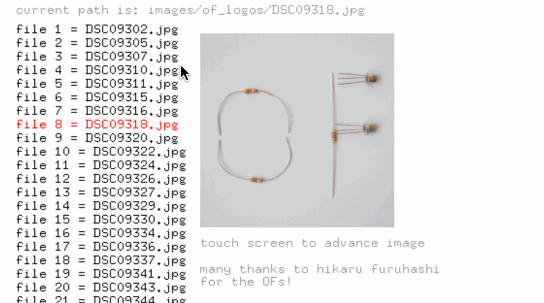 current path is: images/of_logos/DSC09318.jpg
file 1 = DSC09302.jpg
file 2 = DSC09305.jpg
file 3 = DSC09307.jpg
file 4 = DSC09310.jpg
file 5 = DSC09311.jpg
file 6 = DSC09315.jpg
file 7 = DSC09316.jpg
file 8 = DSC09318.jpg
file 9 = DSC09320.jpg
file 10 = DSC09322.jpg
file 11 = DSC09324.jpg
file 12 = DSC09326.jpg
file 13 = DSC09327.jpg
file 14 = DSC09329.jpg
file 15 = DSC09330.jpg
file 16 = DSC09334.jpg
file 17 = DSC09336.jpg
file 18 = DSC09337.jpg
file 19 = DSC09341.jpg
file 20 = DSC09343.jpg
file 21 = DSC09344.jpg
touch screen to advance image
many thanks to hikaru furuhashi
for the OFs!